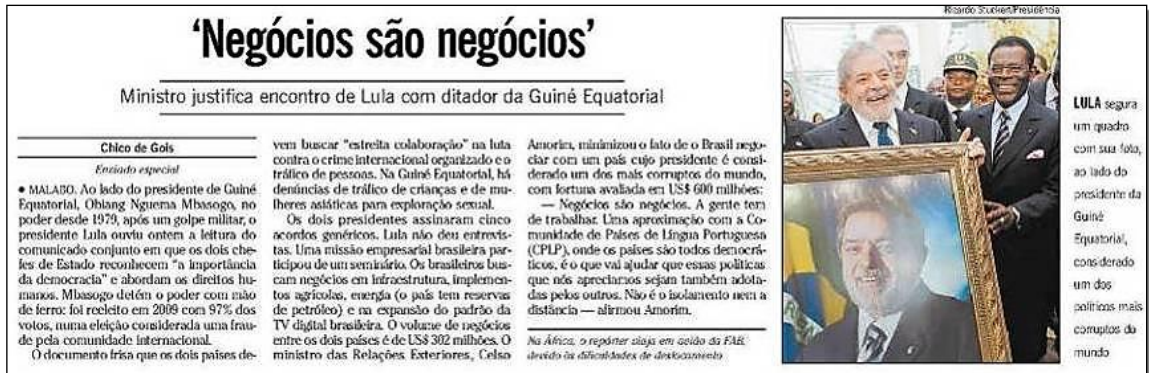 Ricardo Stuckert/Presidência
'Negócios são negócios'
Ministro justifica encontro de Lula com ditador da Guiné Equatorial
Chico de Gois
Enviado especial
• MALABO. Ao lado do presidente de Guiné
Equatorial, Obiang Nguema Mbasogo, no
poder desde 1979, após um golpe militar, o
presidente Lula ouviu ontem a leitura do
comunicado conjunto em que os dois che-
fes de Estado reconhecem "a importância
da democracia" e abordam os direitos hu-
manos. Mbasogo detém o poder com mão
de ferro: foi reeleito em 2009 com 97% dos
votos, numa eleição considerada uma frau-
de pela comunidade internacional.
O documento frisa que os dois países de-
vem buscar "estreita colaboração" na luta
contra o crime internacional organizado e o
tráfico de pessoas. Na Guiné Equatorial, há
denúncias de tráfico de crianças e de mu-
lheres asiáticas para exploração sexual.
Os dois presidentes assinaram cinco
acordos genéricos. Lula não deu entrevis-
tas. Uma missão empresarial brasileira par-
ticipou de um seminário. Os brasileiros bus-
cam negócios em infraestrutura, implemen-
tos agrícolas, energia (o país tem reservas
de petróleo) e na expansão do padrão da
TV digital brasileira. O volume de negócios
entre os dois países é de US$ 302 milhões. O
ministro das Relações Exteriores, Celso
Amorim, minimizou o fato de o Brasil nego-
ciar com um país cujo presidente é consi-
derado um dos mais corruptos do mundo,
com fortuna avaliada em US$ 600 milhões:
— Negócios são negócios. A gente tem
de trabalhar. Uma aproximação com a Co-
munidade de Países de Língua Portuguesa
(CPLP), onde os países são todos democrá-
ticos, é o que vai ajudar que essas políticas
que nós apreciamos sejam também adota-
das pelos outros. Não é o isolamento nem a
distância — afirmou Amorim.
Na África, o repórter viaja em avião da FAB,
devido às dificuldades de deslocamento
LULA segura
um quadro
com sua foto,
ao lado do
presidente da
Guiné
Equatorial,
considerado
um dos
políticos mais
corruptos do
mundo